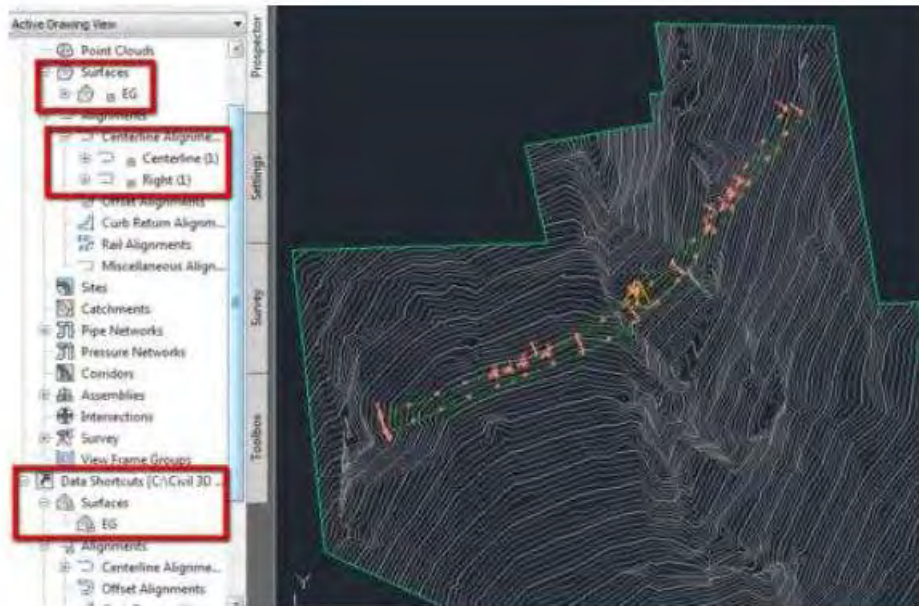 Active Drawing View
Point Clouds
Surfaces
EG
Alignments
Centerline Alignme...
Centerline (1)
Right (1)
Offset Alignments
Curb Return Alignm...
Rail Alignments
Miscellaneous Align...
Sites
Catchments
Pipe Networks
Pressure Networks
Corridors
Assemblies
Intersections
Survey
View Frame Groups
Data Shortcuts [C:\Civil 3D ...
Surfaces
EG
Alignments
Centerline Alignme...
Offset Alignments
Prospector
Settings
Survey
Toolbox
Y